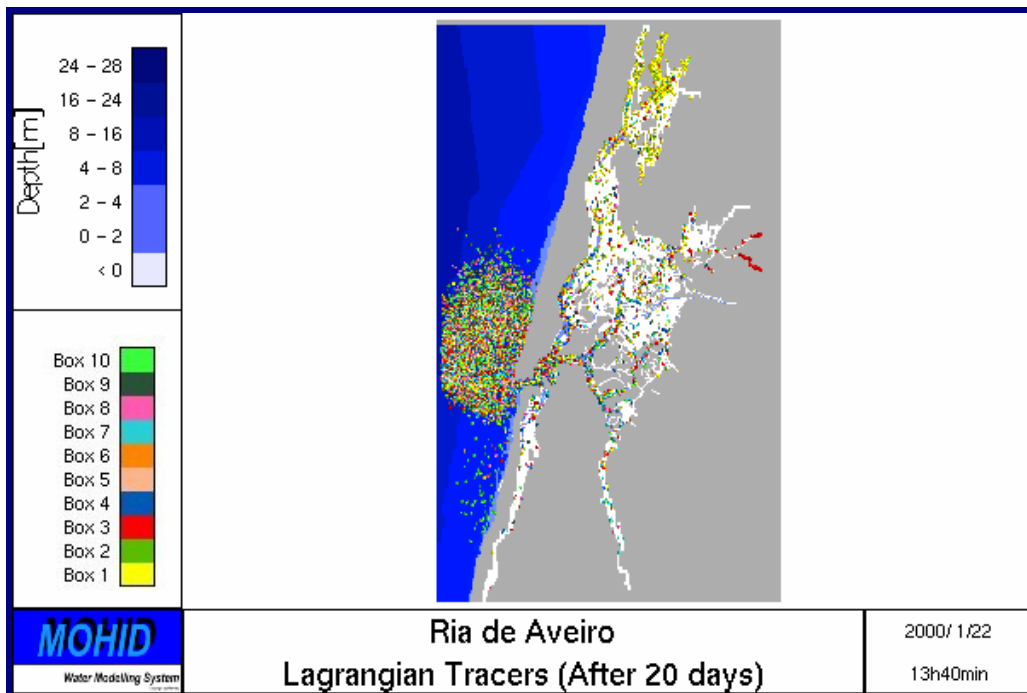 Depth[m]
24 - 28
16 - 24
8 - 16
4 - 8
2 - 4
0 - 2
< 0
Box 10
Box 9
Box 8
Box 7
Box 6
Box 5
Box 4
Box 3
Box 2
Box 1
MOHID
Water Modelling System
Ria de Aveiro
Lagrangian Tracers (After 20 days)
2000/ 1/22
13h40min